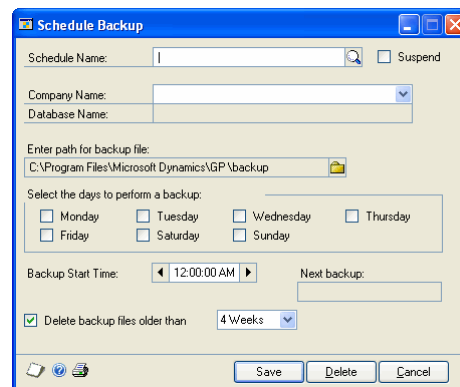 Schedule Backup
Schedule Name: Suspend
Company Name:
Database Name:
Enter path for backup file:
C:\Program Files\Microsoft Dynamics\GP\backup
Select the days to perform a backup:
Monday Tuesday Wednesday Thursday
Friday Saturday Sunday
Backup Start Time: 12:00:00 AM Next backup:
Delete backup files older than 4 Weeks
Save Delete Cancel